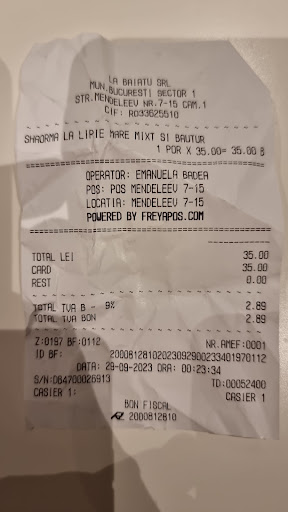 LA BAIATU SRL
MUN. BUCURESTI SECTOR 1
STR. MENDELEEV NR.7-15 CAM.1
CIF: RO33625510
SHAORMA LA LIPIE MARE MIXT SI BAUTUR
1 POR X 35.00= 35.00 B
OPERATOR: EMANUELA BADEA
POS: POS MENDELEEV 7-15
LOCATIA: MENDELEEV 7-15
POWERED BY FREYAPOS.COM
TOTAL LEI 35.00
CARD 35.00
REST 0.00
TOTAL TVA B - 9% 2.89
TOTAL TVA BON 2.89
Z:0197 BF:0112 NR.AMEF:0001
ID BF: 2000812810202309290023340197​0112
DATA: 29-09-2023 ORA: 00:23:34
S/N:084700026913 TD:00052400
CASIER 1: CASIER 1
BON FISCAL
2000812810